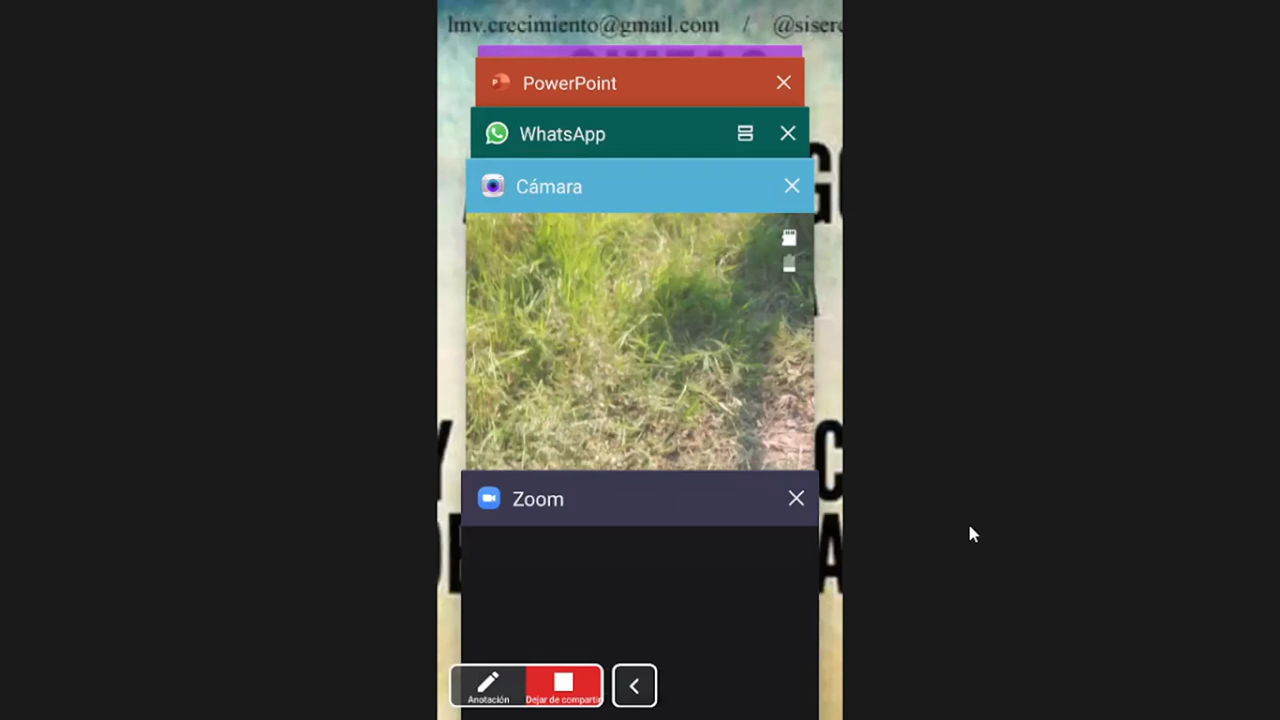 lmv.crecimiento@gmail.com / @sisere
PowerPoint
WhatsApp
Cámara
Zoom
Anotación
Dejar de compartir